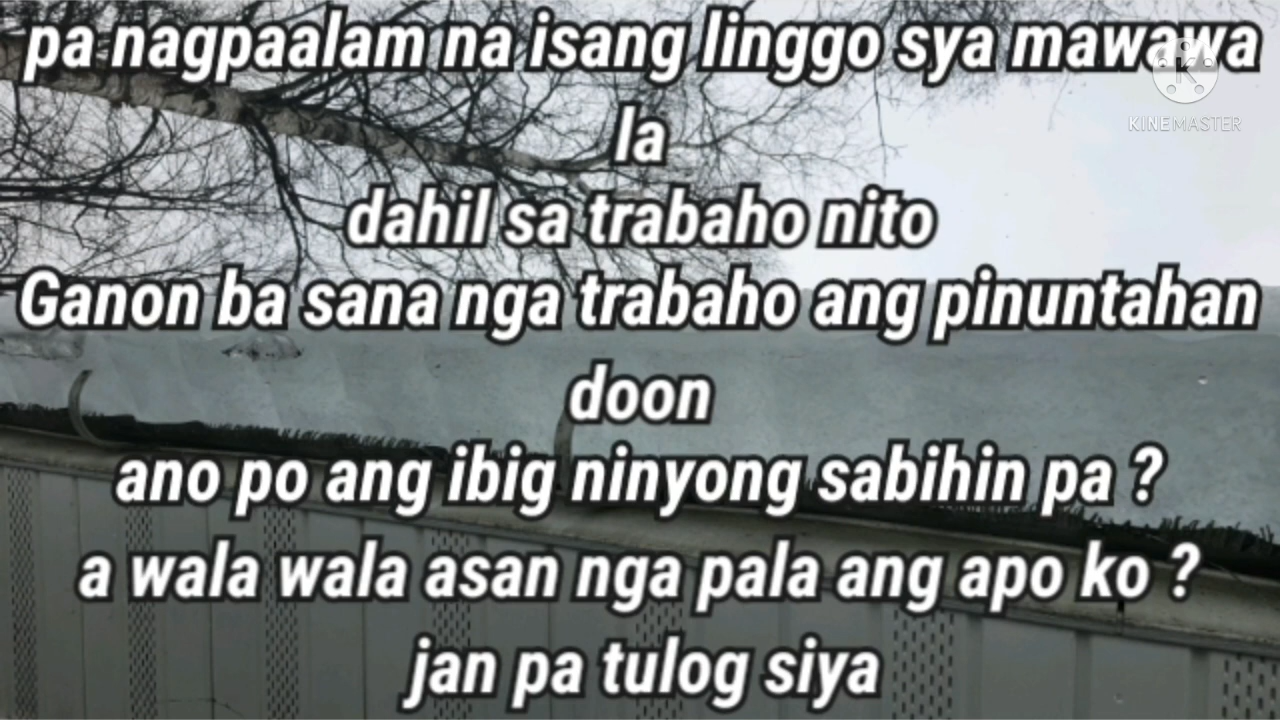 pa nagpaalam na isang linggo sya mawawa
la
dahil sa trabaho nito
Ganon ba sana nga trabaho ang pinuntahan
doon
ano po ang ibig ninyong sabihin pa ?
a wala wala asan nga pala ang apo ko ?
jan pa tulog siya
KINEMASTER